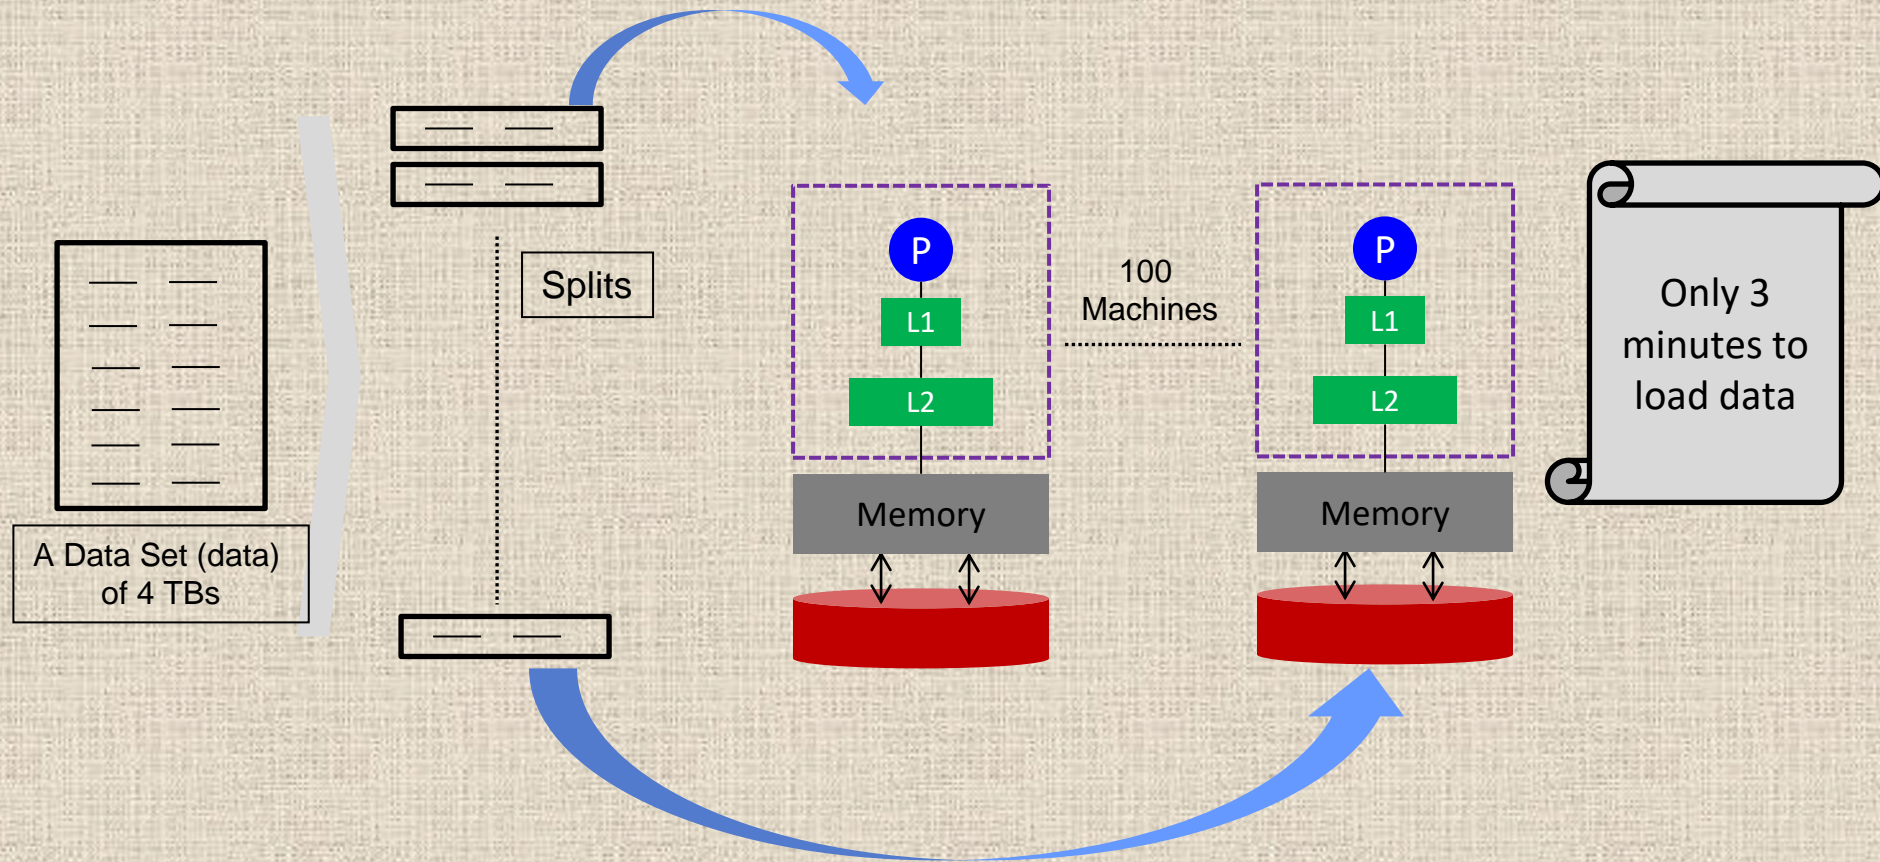 Splits
A Data Set (data)
of 4 TBs
P
L1
L2
Memory
100
Machines
P
L1
L2
Memory
Only 3
minutes to
load data